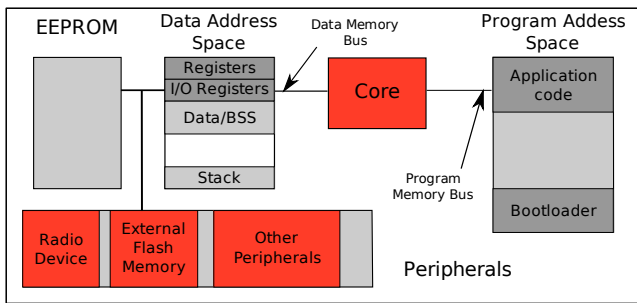 EEPROM
Data Address
Space
Data Memory
Bus
Program Addess
Space
Registers
I/O Registers
Data/BSS
Stack
Core
Application
code
Program
Memory Bus
Bootloader
Radio
Device
External
Flash
Memory
Other
Peripherals
Peripherals